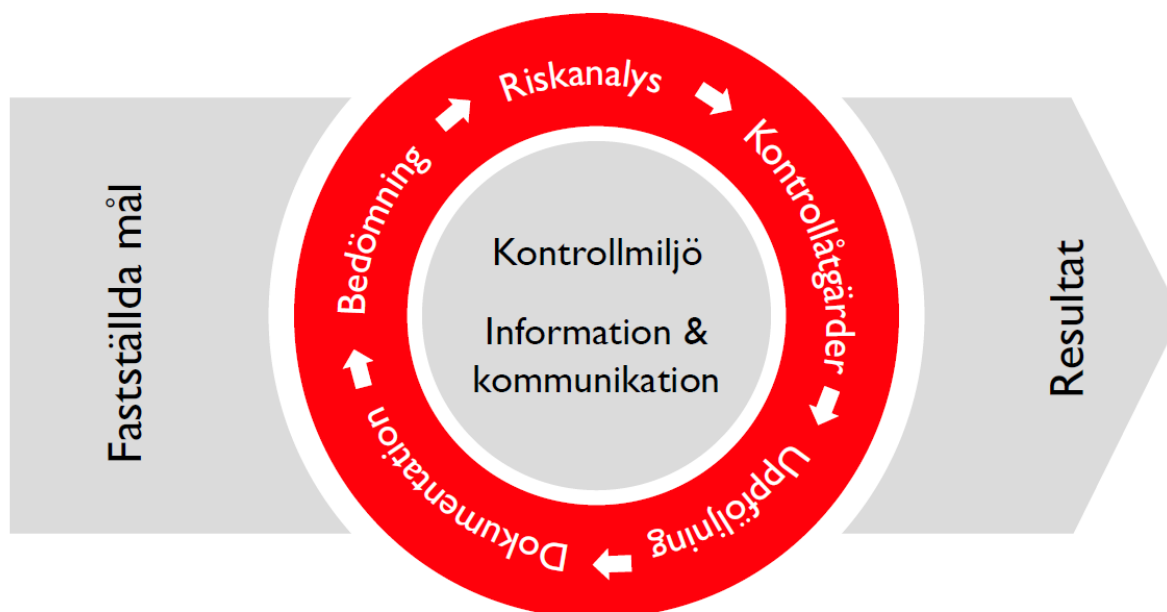 Fastställda mål
Riskanalys
Kontrollåtgärder
Uppföljning
Dokumentation
Bedömning
Kontrollmiljö
Information &
kommunikation
Resultat